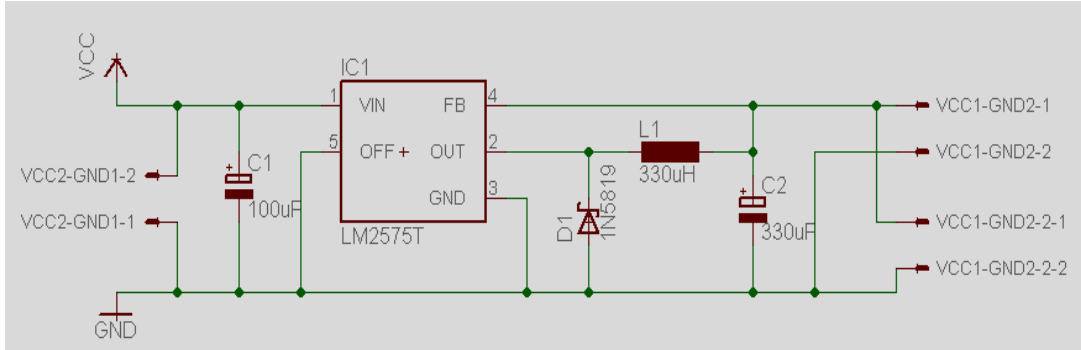 VCC
IC1
1 VIN FB 4
VCC1-GND2-1
5 OFF+ OUT 2
L1
330uH
VCC1-GND2-2
VCC2-GND1-2
+ C1
100uF
GND 3
D1
1N5819
+ C2
330uF
VCC2-GND1-1
VCC1-GND2-2-1
LM2575T
VCC1-GND2-2-2
GND